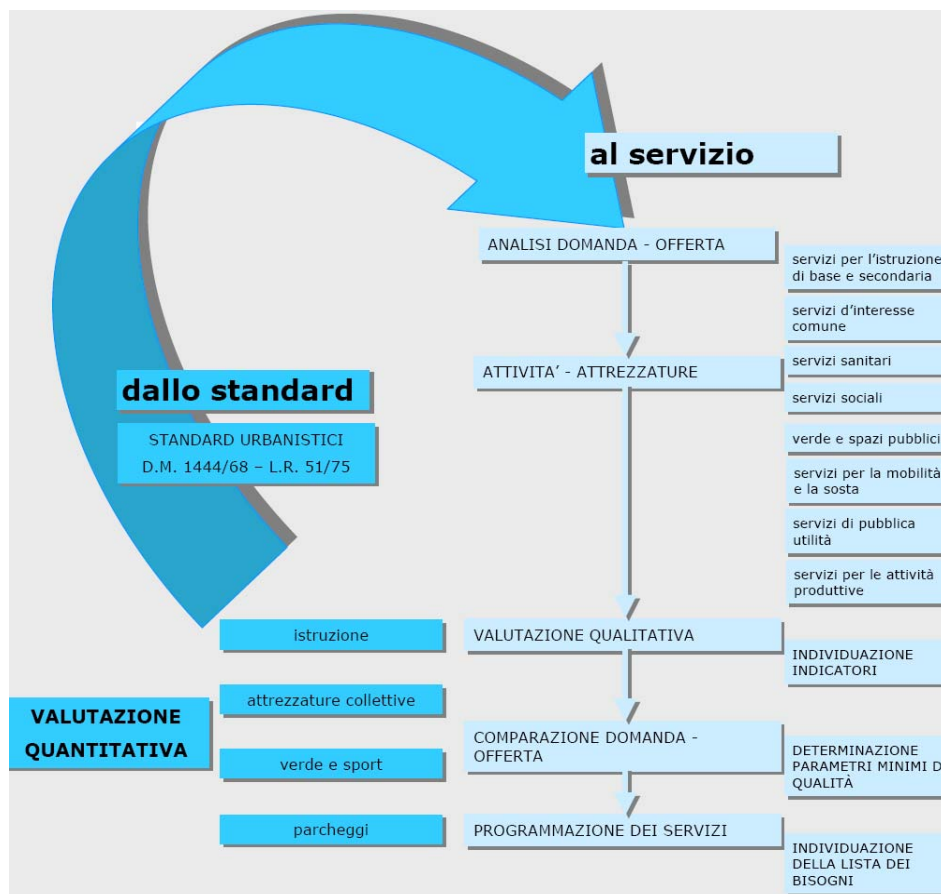 al servizio
ANALISI DOMANDA - OFFERTA
servizi per l'istruzione
di base e secondaria
servizi d'interesse
comune
ATTIVITA' - ATTREZZATURE
servizi sanitari
servizi sociali
verde e spazi pubblici
servizi per la mobilità
e la sosta
servizi di pubblica
utilità
servizi per le attività
produttive
dallo standard
STANDARD URBANISTICI
D.M. 1444/68 – L.R. 51/75
VALUTAZIONE
QUANTITATIVA
istruzione
attrezzature collettive
verde e sport
parcheggi
VALUTAZIONE QUALITATIVA
INDIVIDUAZIONE
INDICATORI
COMPARAZIONE DOMANDA -
OFFERTA
DETERMINAZIONE
PARAMETRI MINIMI D
QUALITÀ
PROGRAMMAZIONE DEI SERVIZI
INDIVIDUAZIONE
DELLA LISTA DEI
BISOGNI